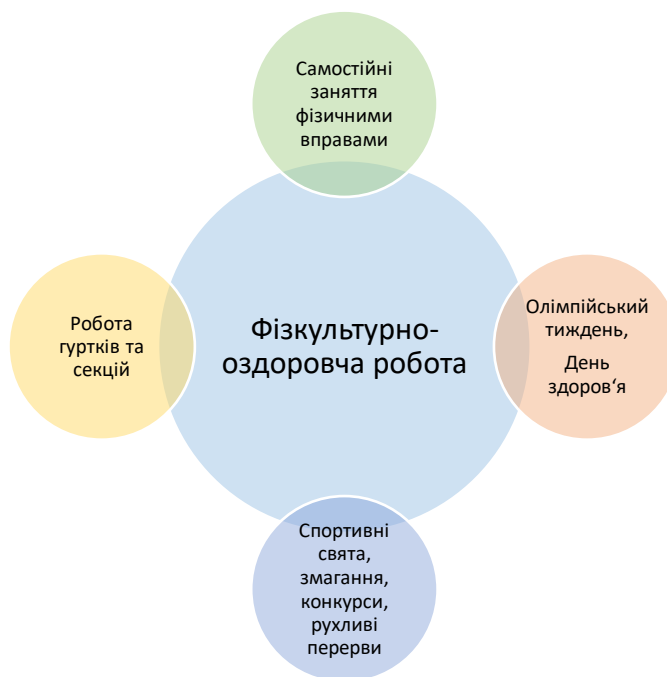 Самостійні
заняття
фізичними
вправами
Робота
гуртків та
секцій
Фізкультурно-
оздоровча робота
Олімпійський
тиждень,
День
здоров‘я
Спортивні
свята,
змагання,
конкурси,
рухливі
перерви